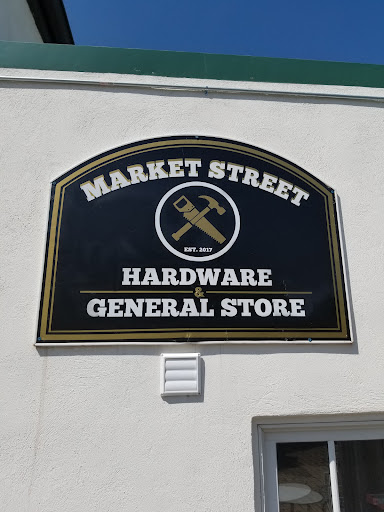 MARKET STREET
EST. 2017
HARDWARE
&
GENERAL STORE